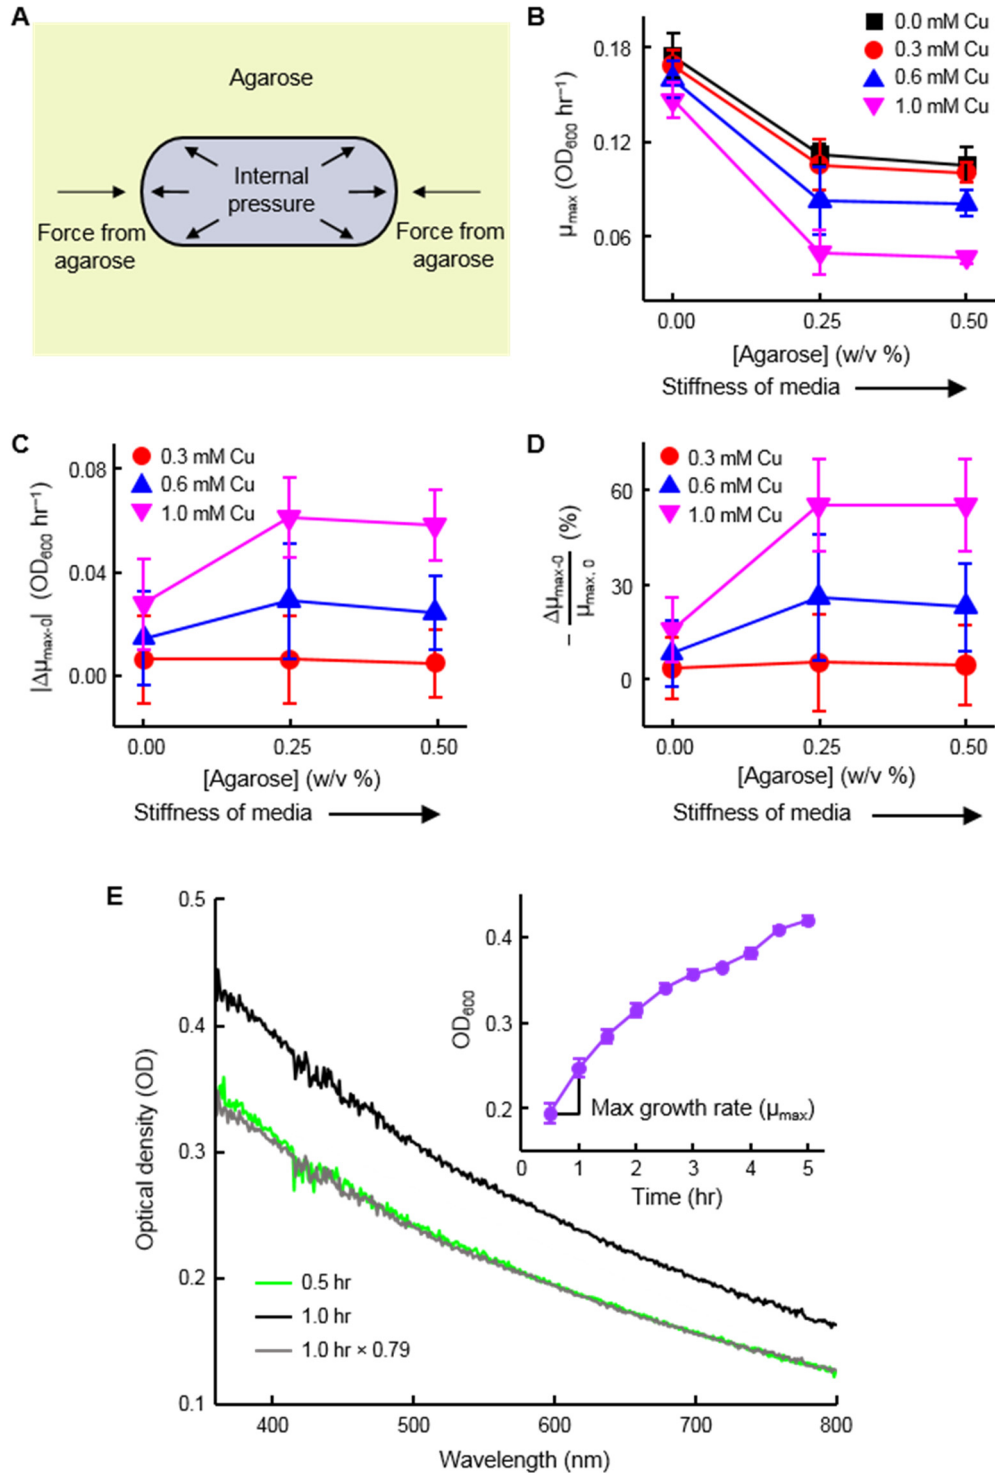 A
Agarose
Internal
pressure
Force from
agarose
Force from
agarose
B
0.0 mM Cu
0.3 mM Cu
0.6 mM Cu
1.0 mM Cu
μmax (OD600 hr⁻¹)
0.18
0.12
0.06
0.00
0.25
0.50
[Agarose] (w/v %)
Stiffness of media
C
0.3 mM Cu
0.6 mM Cu
1.0 mM Cu
|Δμmax-0| (OD600 hr⁻¹)
0.08
0.04
0.00
0.00
0.25
0.50
[Agarose] (w/v %)
Stiffness of media
D
0.3 mM Cu
0.6 mM Cu
1.0 mM Cu
− Δμmax-0 / μmax, 0 (%)
60
30
0
0.00
0.25
0.50
[Agarose] (w/v %)
Stiffness of media
E
Optical density (OD)
0.5
0.4
0.3
0.2
0.1
400
500
600
700
800
Wavelength (nm)
0.5 hr
1.0 hr
1.0 hr × 0.79
OD600
0.4
0.3
0.2
0
1
2
3
4
5
Time (hr)
Max growth rate (μmax)